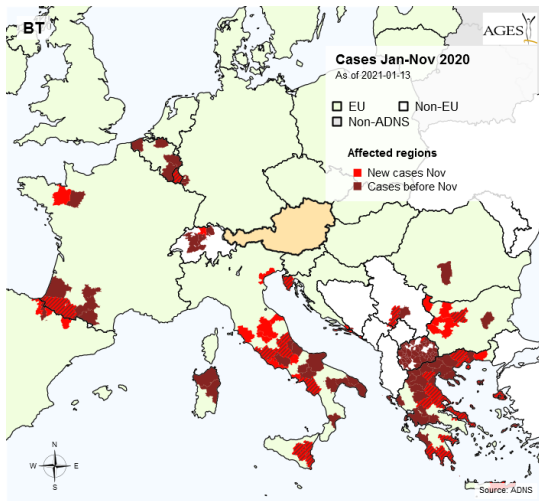 BT
AGES
Cases Jan-Nov 2020
As of 2021-01-13
EU Non-EU
Non-ADNS
Affected regions
New cases Nov
Cases before Nov
N
W E
S
Source: ADNS